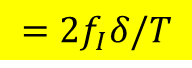 = 2f_I δ/T